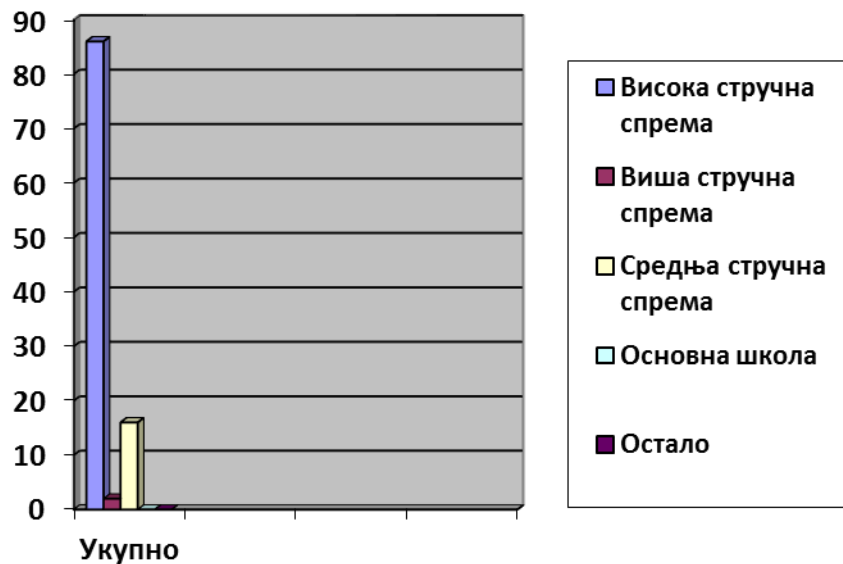 90
80
70
60
50
40
30
20
10
0
Укупно
Висока стручна
спрема
Виша стручна
спрема
Средња стручна
спрема
Основна школа
Остало